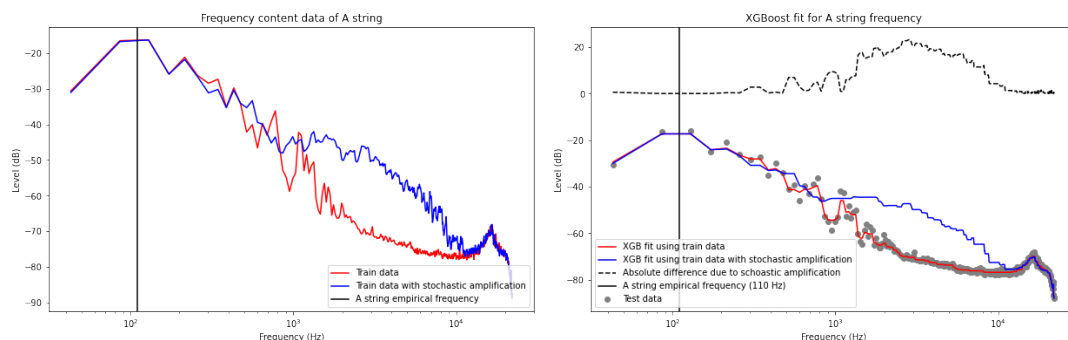 Frequency content data of A string
Level (dB)
−20
−30
−40
−50
−60
−70
−80
−90
Train data
Train data with stochastic amplification
A string empirical frequency
10²
10³
10⁴
Frequency (Hz)
XGBoost fit for A string frequency
Level (dB)
20
0
−20
−40
−60
−80
XGB fit using train data
XGB fit using train data with stochastic amplification
Absolute difference due to schoastic amplification
A string empirical frequency (110 Hz)
Test data
10²
10³
10⁴
Frequency (Hz)